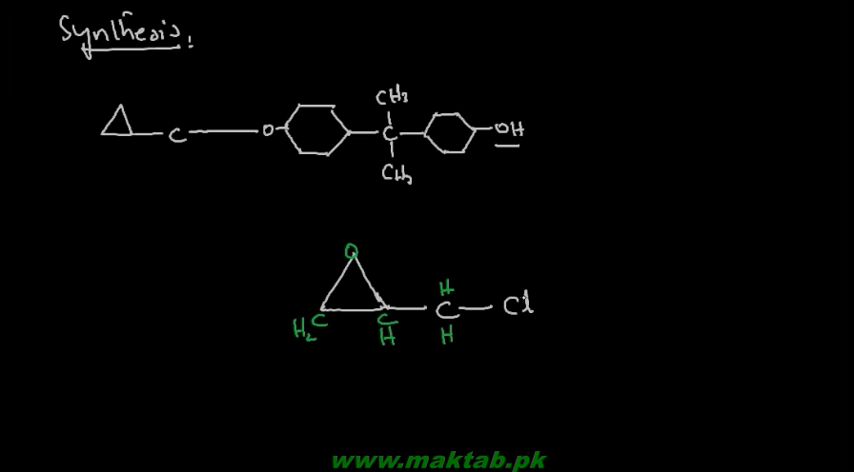 Synthesis:
CH3
C O C OH
CH3
O
H
H2C C C Cl
H H
www.maktab.pk